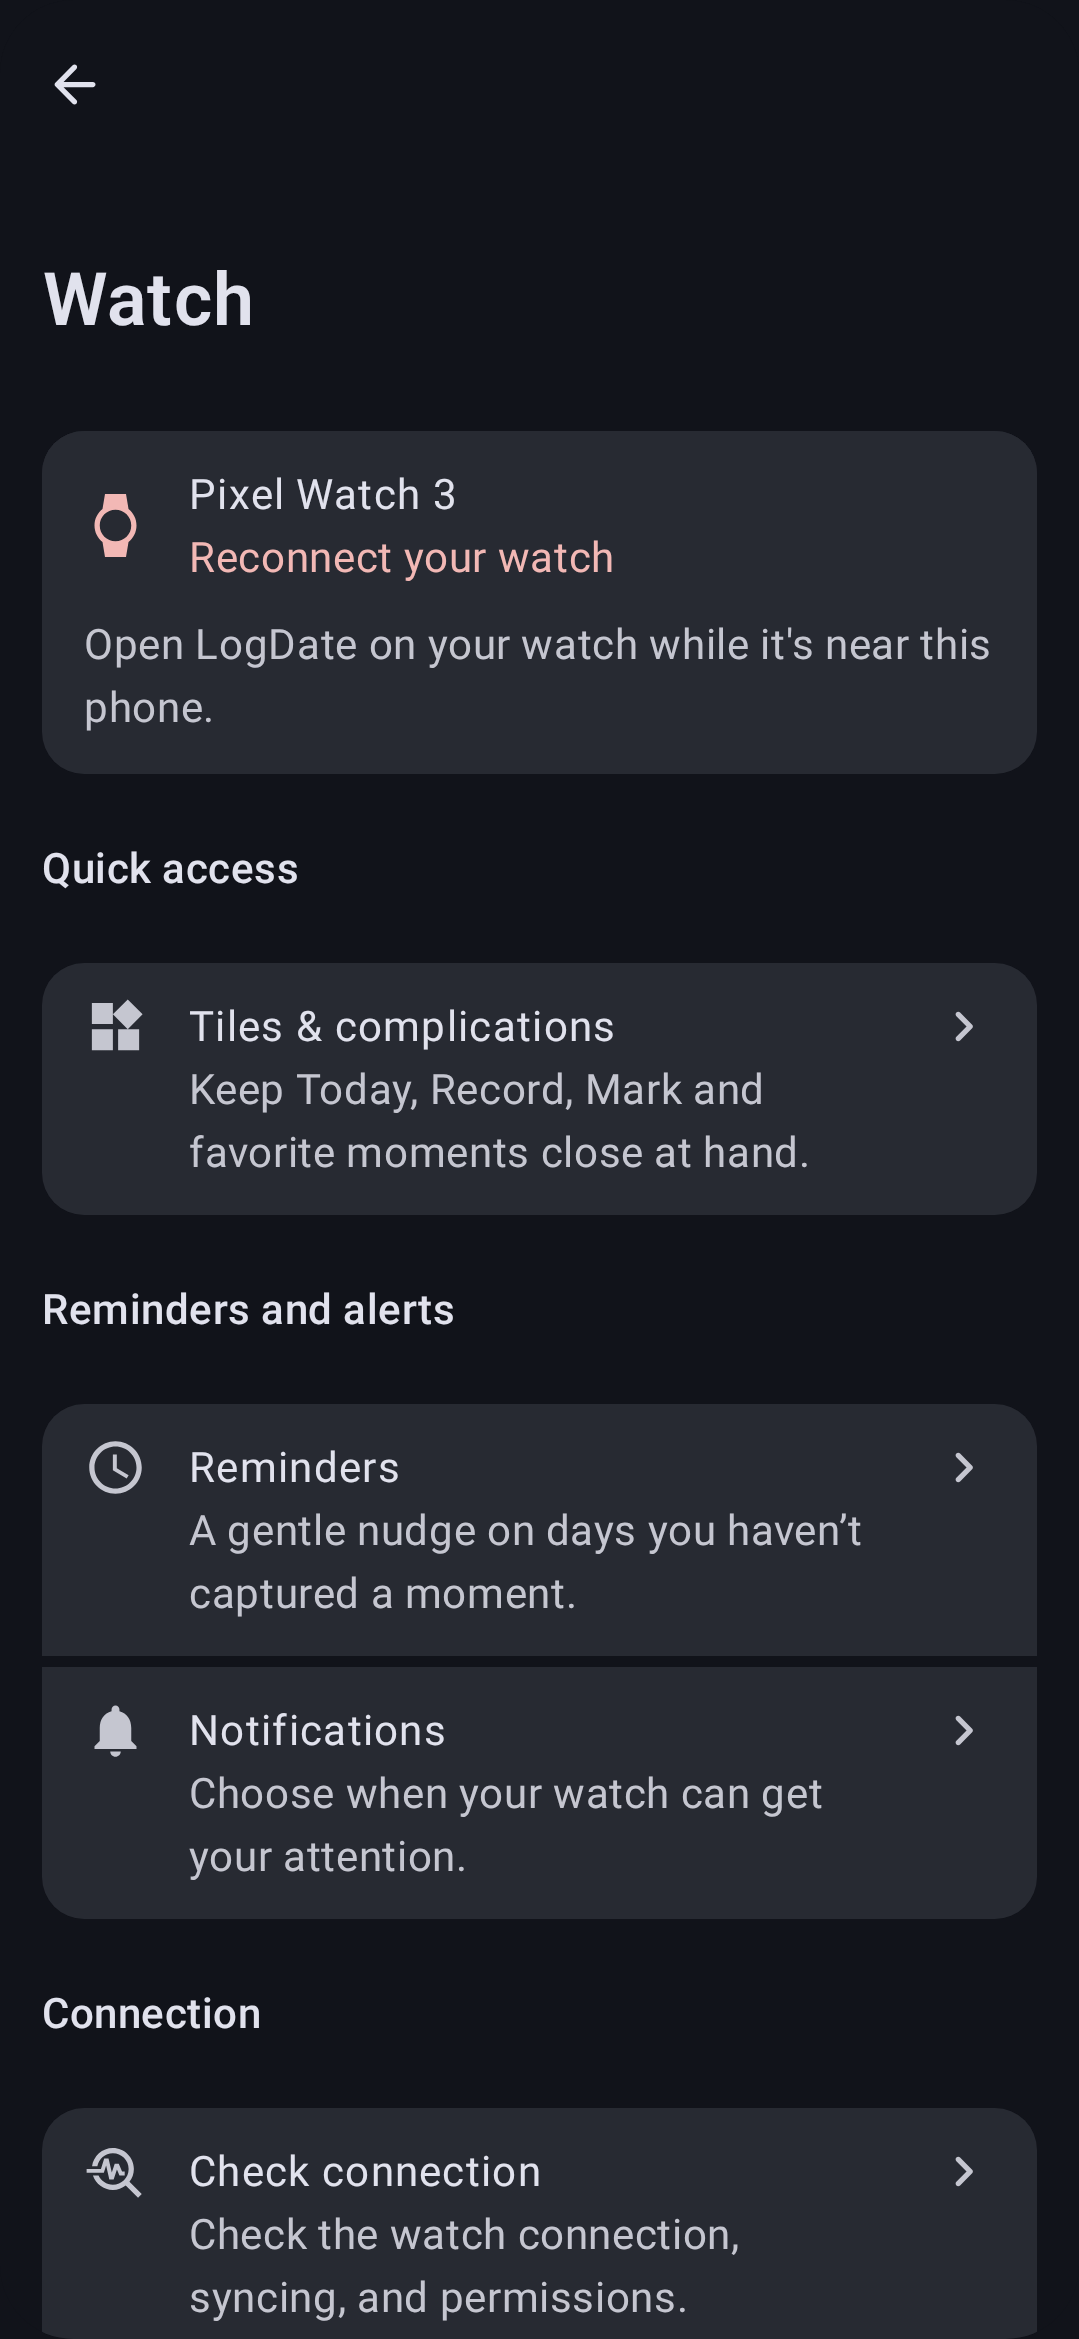 Watch
Pixel Watch 3
Reconnect your watch
Open LogDate on your watch while it's near this
phone.
Quick access
Tiles & complications
Keep Today, Record, Mark and
favorite moments close at hand.
Reminders and alerts
Reminders
A gentle nudge on days you haven’t
captured a moment.
Notifications
Choose when your watch can get
your attention.
Connection
Check connection
Check the watch connection,
syncing, and permissions.